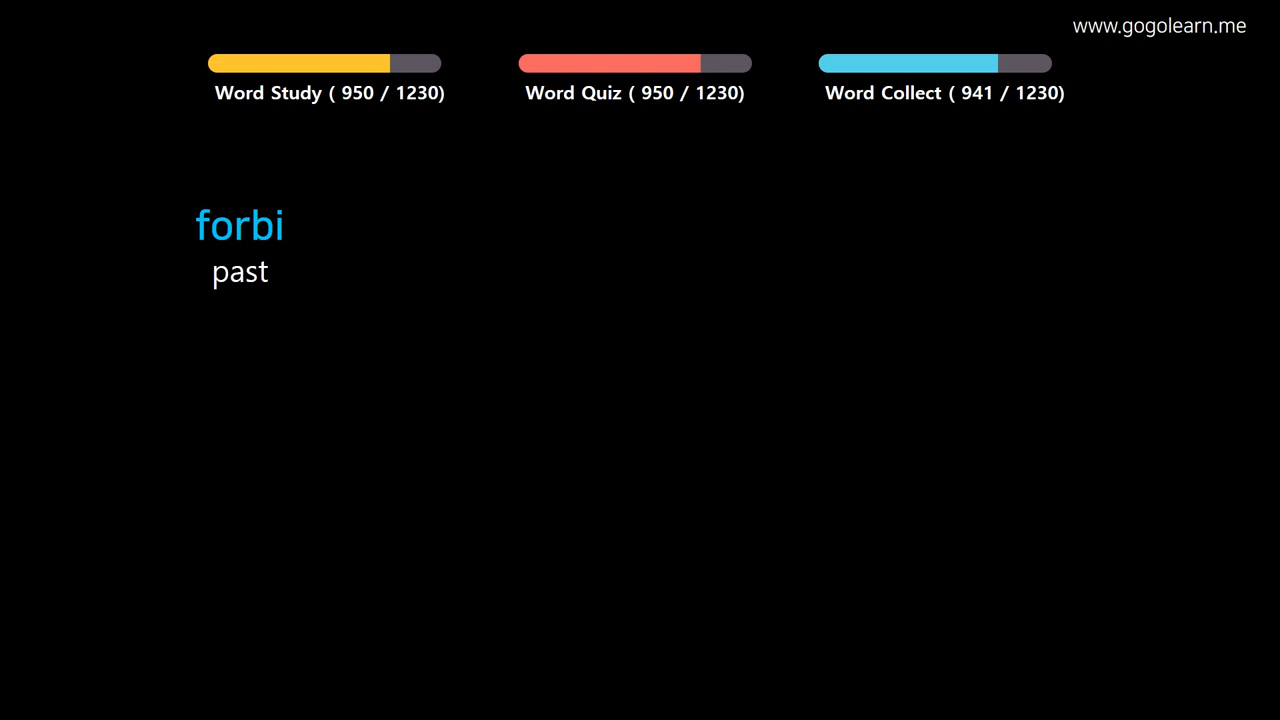 www.gogolearn.me
Word Study ( 950 / 1230)
Word Quiz ( 950 / 1230)
Word Collect ( 941 / 1230)
forbi
past